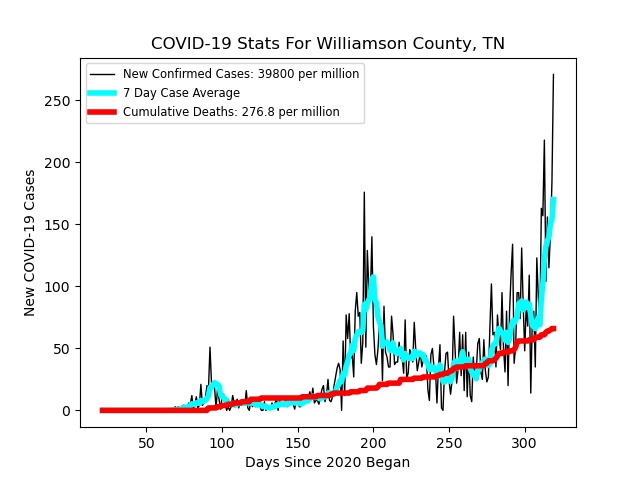 COVID-19 Stats For Williamson County, TN
New Confirmed Cases: 39800 per million
7 Day Case Average
Cumulative Deaths: 276.8 per million
New COVID-19 Cases
250
200
150
100
50
0
50
100
150
200
250
300
Days Since 2020 Began